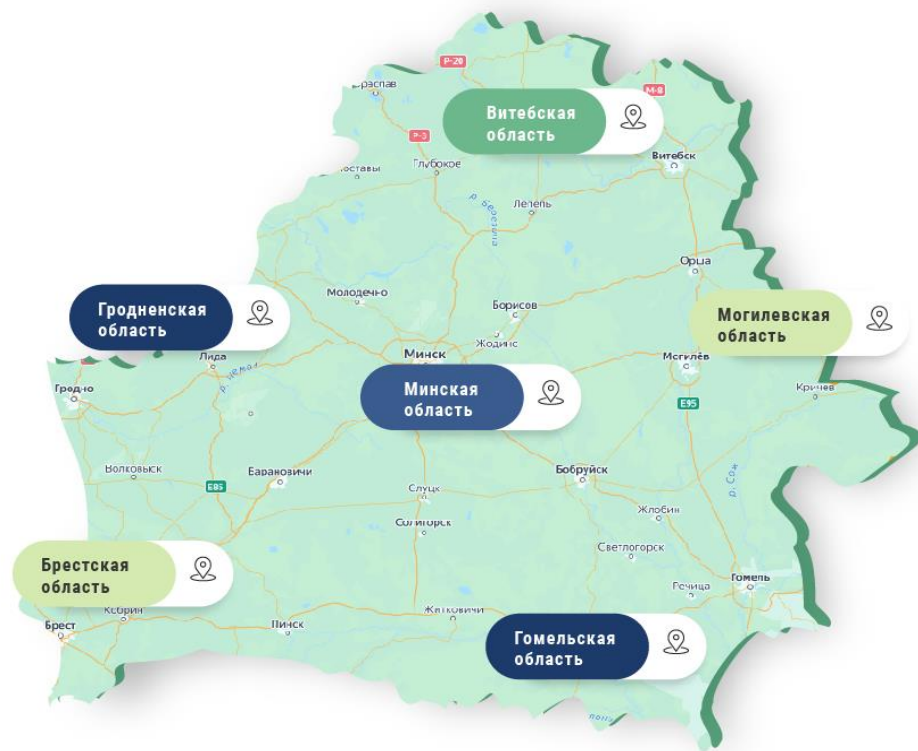 Р-20
М-8
Витебская
область
Р-3
Глубокое
Витебск
Лепель
р. Березина
Орша
Молодечно
Борисов
Жодино
Гродненская
область
Могилевская
область
Лида
р. Неман
Минск
Могилёв
Гродно
Минская
область
Кричев
E95
Волковыск
E85
Барановичи
Бобруйск
р. Сож
Слуцк
Солигорск
Жлобин
Светлогорск
Брестская
область
Речица
Гомель
Кобрин
Брест
Пинск
Житковичи
Гомельская
область